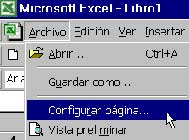 Microsoft Excel - Libro1
Archivo Edición Ver Insertar
Abrir... Ctrl+A
Guardar como...
Configurar página...
Vista preliminar